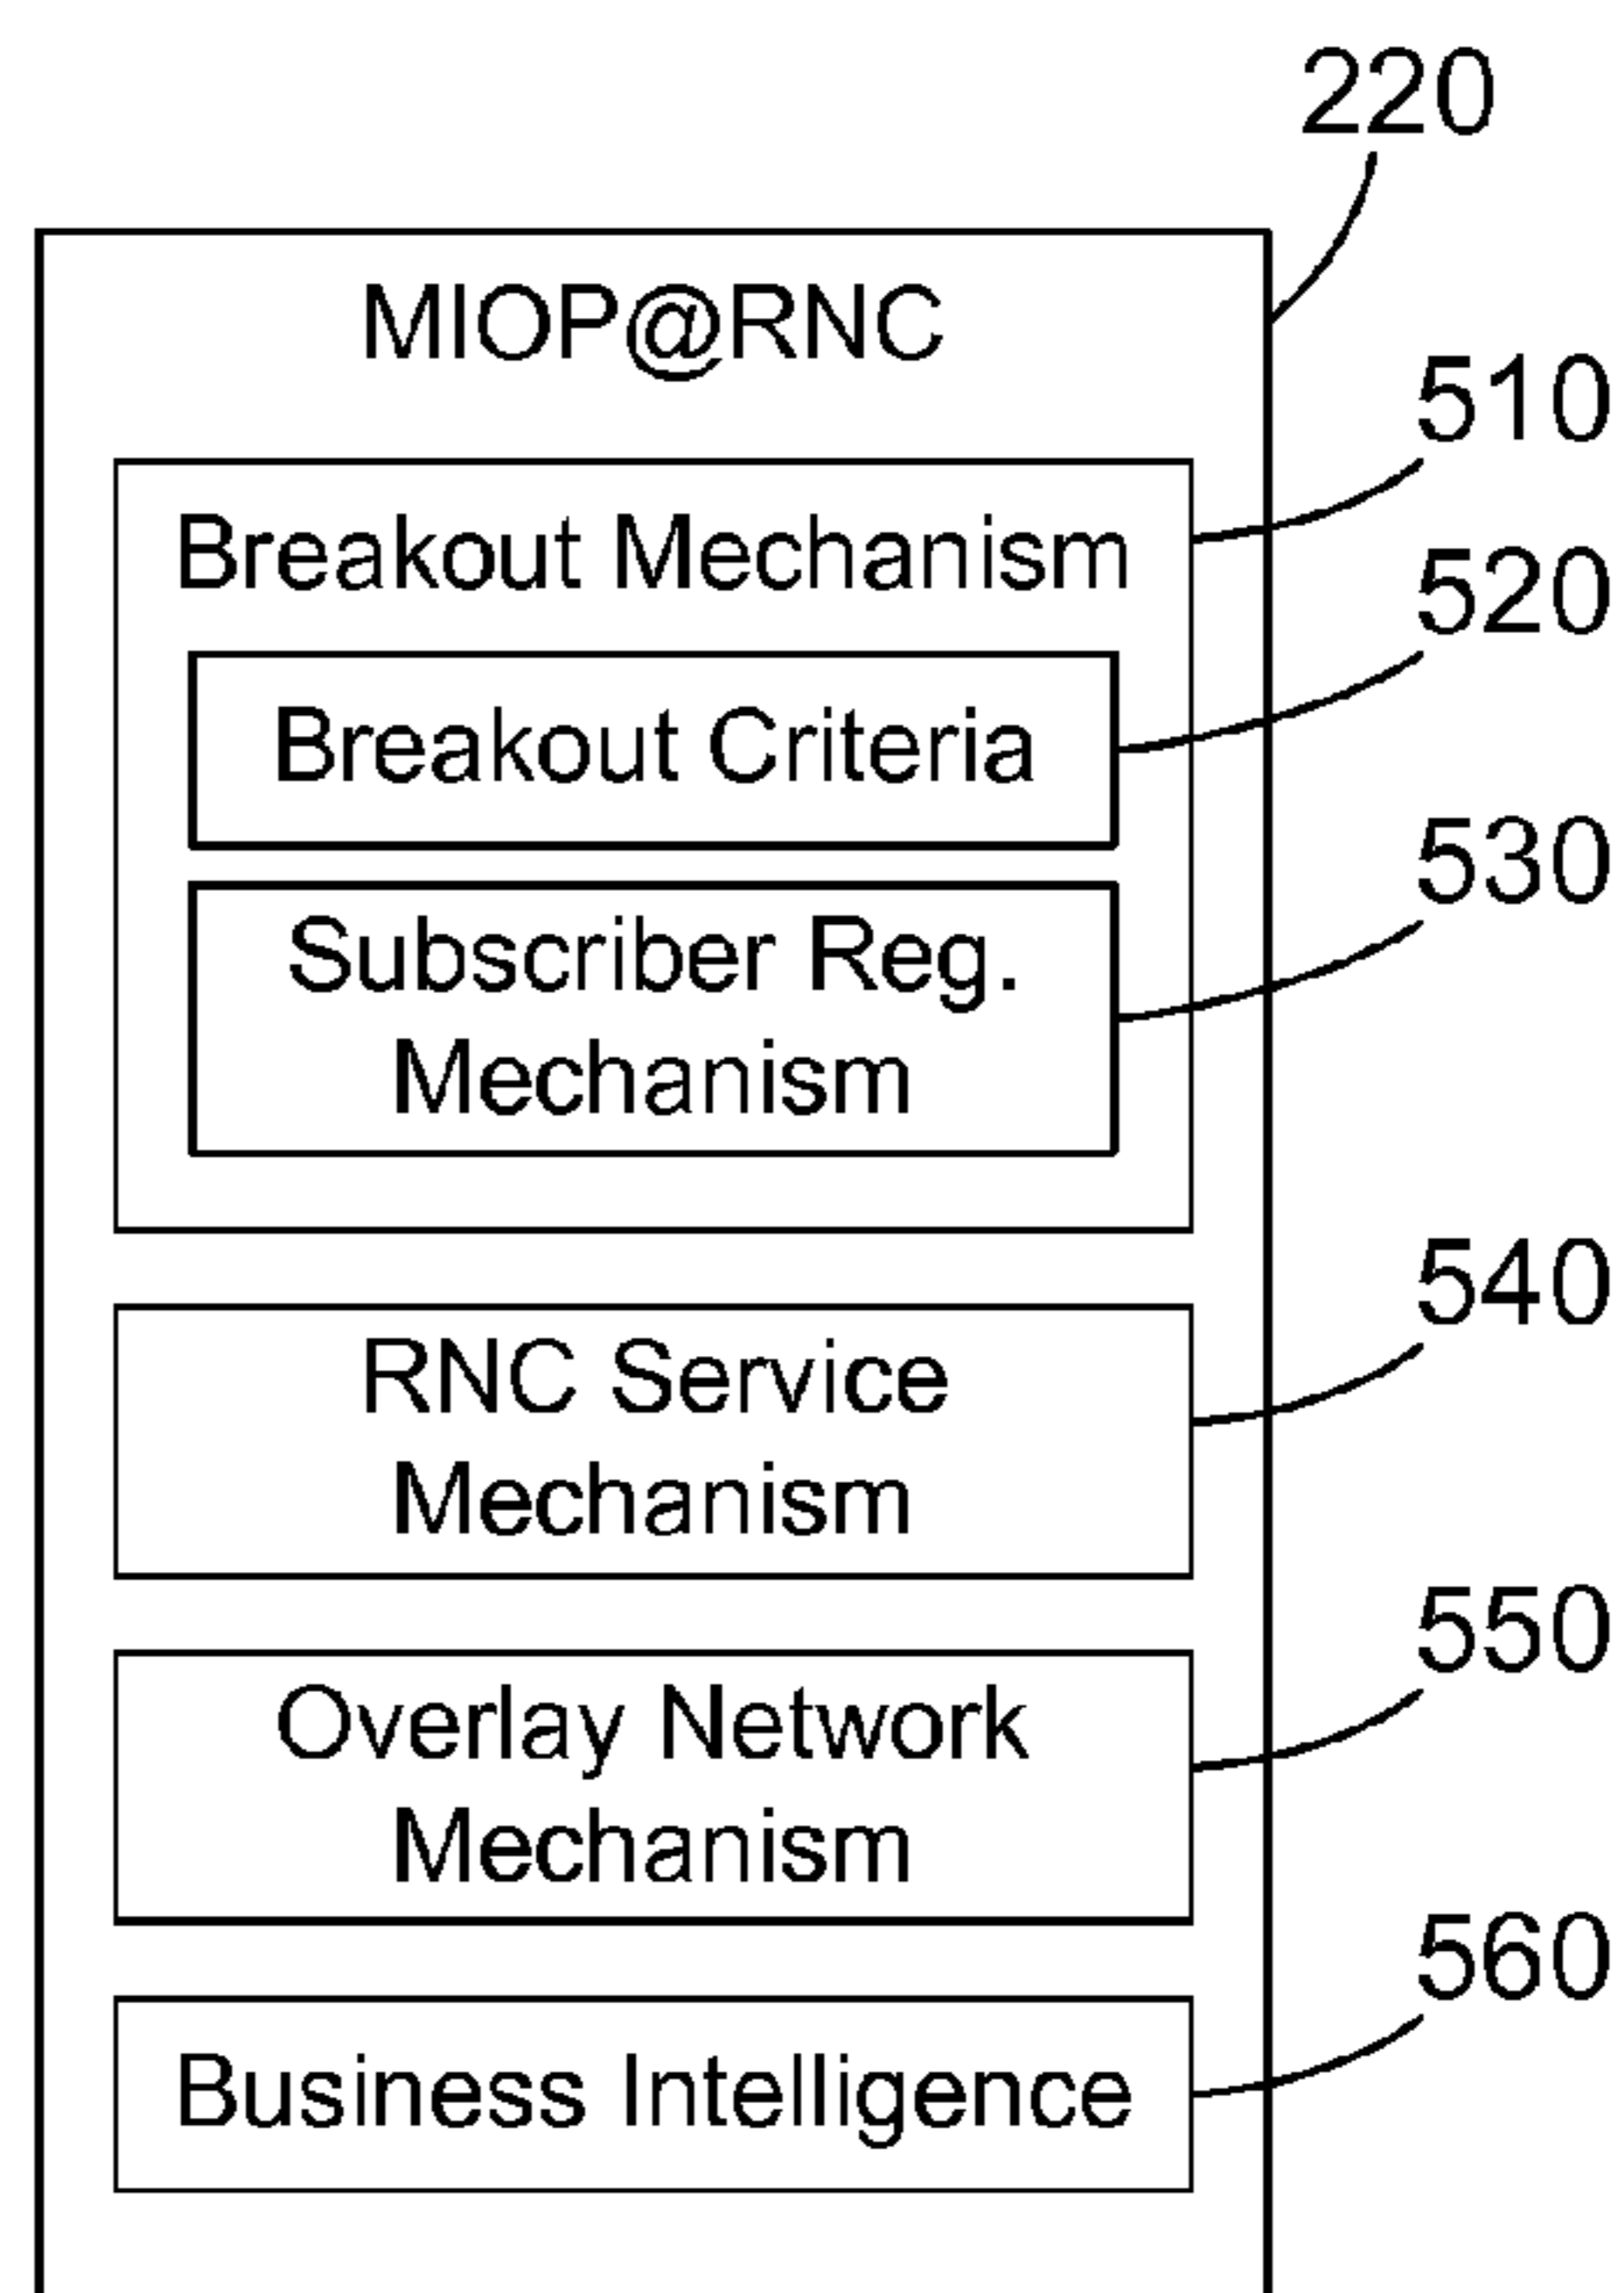 220
MIOP@RNC
510
Breakout Mechanism
520
Breakout Criteria
530
Subscriber Reg.
Mechanism
540
RNC Service
Mechanism
550
Overlay Network
Mechanism
560
Business Intelligence